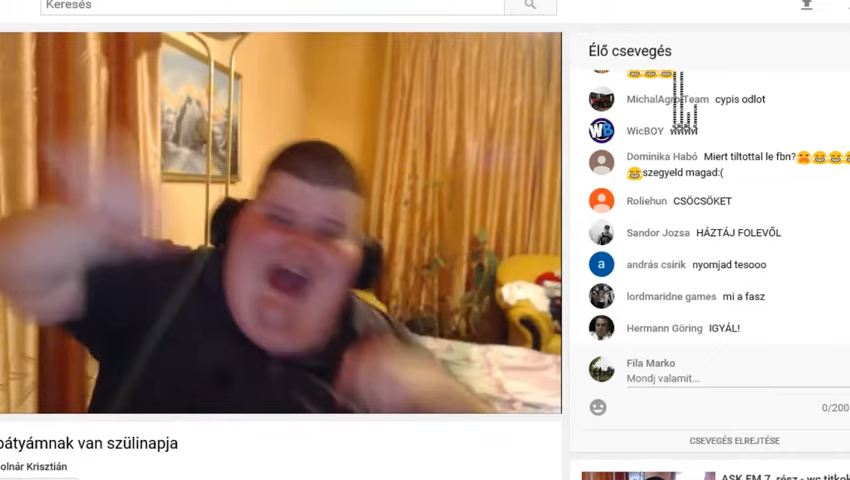 Keresés
Élő csevegés
MichalAgroTeam cypis odlot
WicBOY
Dominika Habó Miert tiltottal le fbn?😡😂😂😂
😂szegyeld magad:(
Roliehun CSÖCSÖKET
Sandor Jozsa HÁZTÁJ FOLEVŐL
a andrás csirik nyomjad tesooo
lordmaridne games mi a fasz
Hermann Göring IGYÁL!
Fila Marko
Mondj valamit...
0/200
CSEVEGÉS ELREJTÉSE
bátyámnak van szülinapja
olnár Krisztián
ASK FM 7. rész - wc titkok